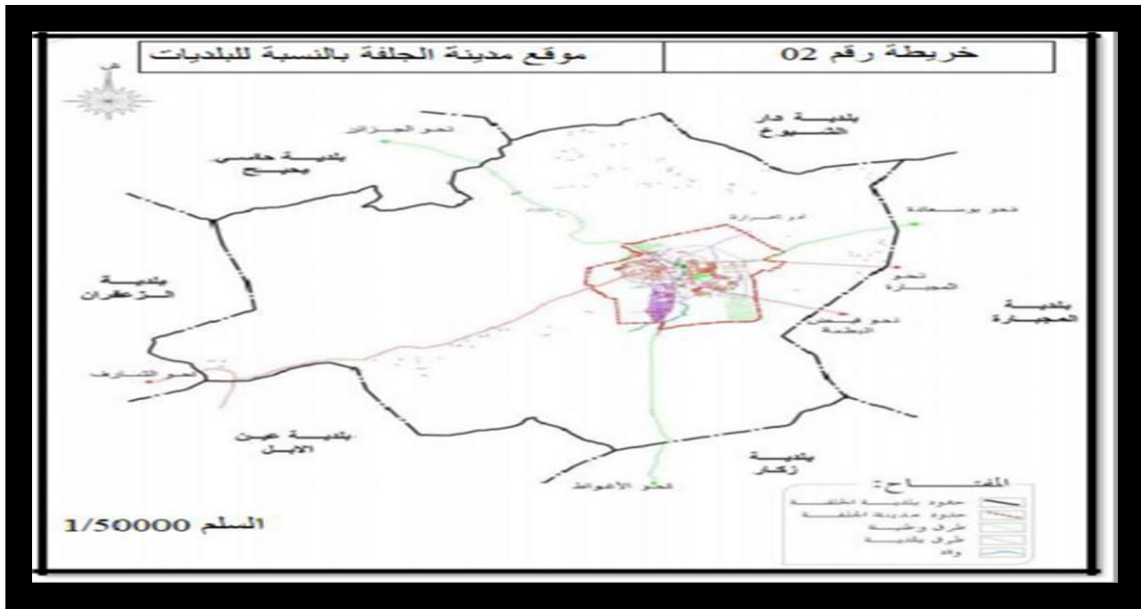 خريطة رقم 02
موقع مدينة الجلفة بالنسبة للبلديات
ش
بلدية دار
الشيوخ
نحو الجزائر
بلدية حاسي
بحبح
نحو بوسعادة
نحو
المجبارة
بلدية
المجبارة
بلدية
الزعفران
نحو فيض
البطمة
نحو الشارف
بلدية عين
الابل
بلدية
زكار
نحو الأغواط
المفتاح:
حدود بلدية الجلفة
حدود مدينة الجلفة
طرق وطنية
طرق بلدية
واد
السلم 1/50000